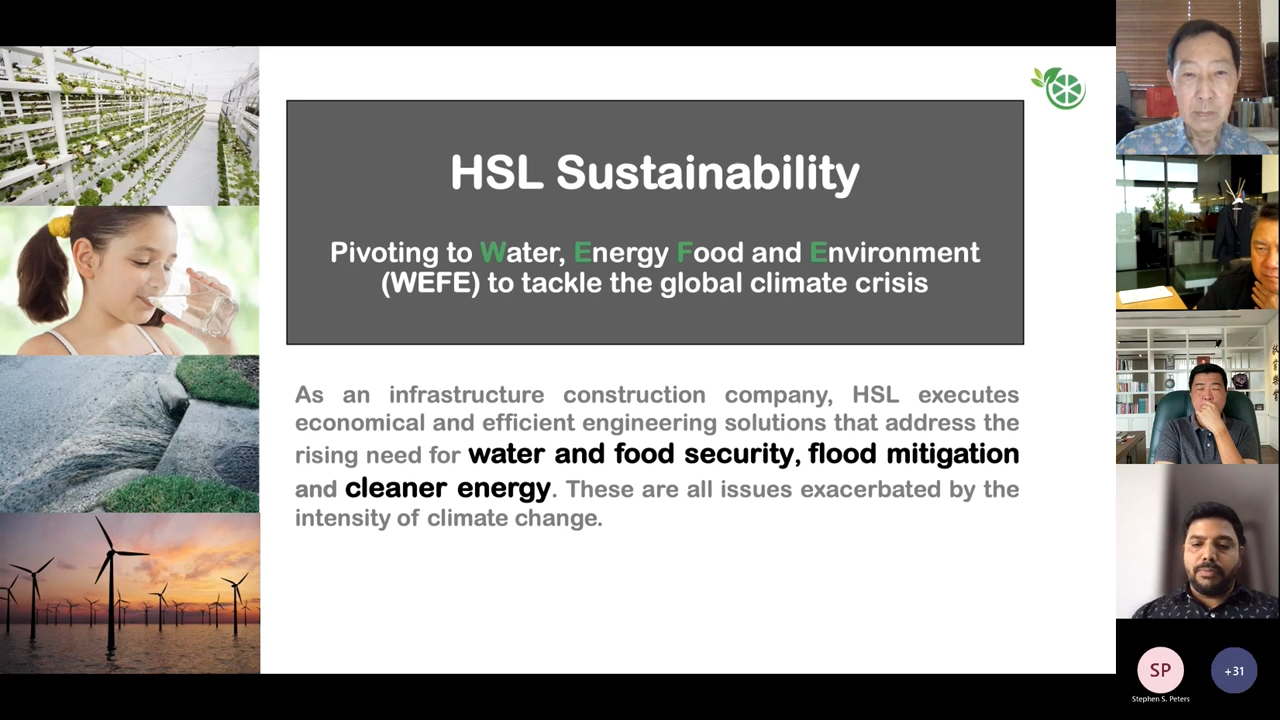 HSL Sustainability
Pivoting to Water, Energy Food and Environment
(WEFE) to tackle the global climate crisis
As an infrastructure construction company, HSL executes
economical and efficient engineering solutions that address the
rising need for water and food security, flood mitigation
and cleaner energy. These are all issues exacerbated by the
intensity of climate change.
SP
+31
Stephen S. Peters